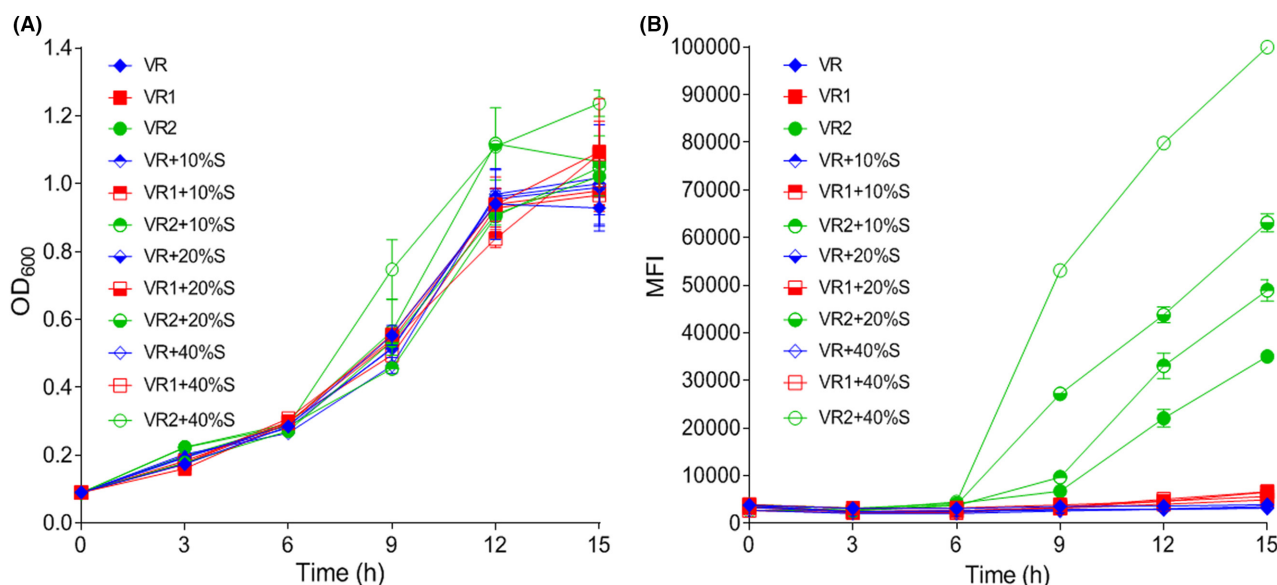 (A)
1.4
1.2
1.0
0.8
0.6
0.4
0.2
0.0
OD600
VR
VR1
VR2
VR+10%S
VR1+10%S
VR2+10%S
VR+20%S
VR1+20%S
VR2+20%S
VR+40%S
VR1+40%S
VR2+40%S
0 3 6 9 12 15
Time (h)
(B)
100000
90000
80000
70000
60000
50000
40000
30000
20000
10000
0
MFI
VR
VR1
VR2
VR+10%S
VR1+10%S
VR2+10%S
VR+20%S
VR1+20%S
VR2+20%S
VR+40%S
VR1+40%S
VR2+40%S
0 3 6 9 12 15
Time (h)